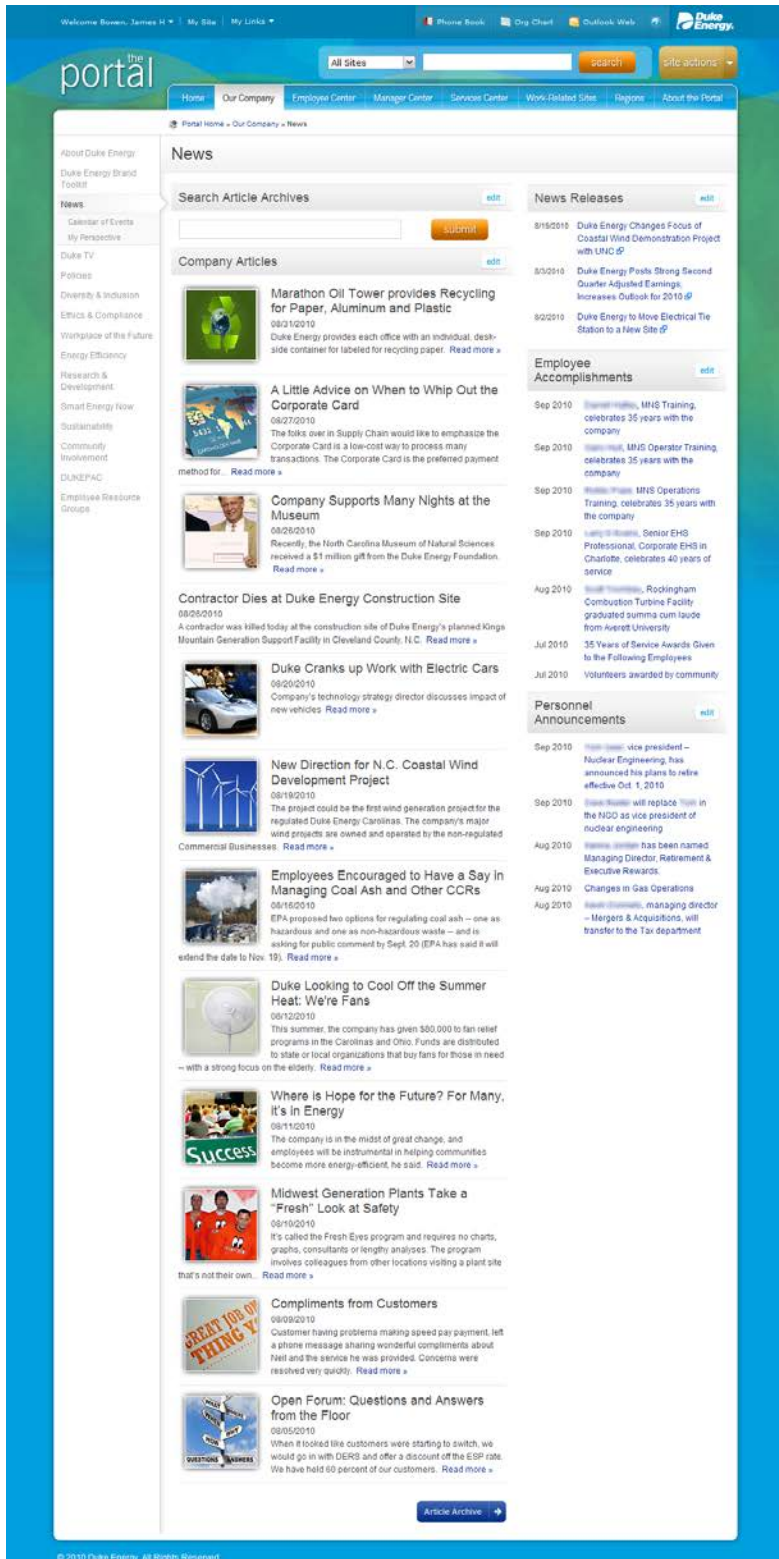 Welcome Bowen, James H
My Site
My Links
Phone Book
Org Chart
Outlook Web
Duke Energy.
the portal
All Sites
search
site actions
Home
Our Company
Employee Center
Manager Center
Services Center
Work-Related Sites
Regions
About the Portal
Portal Home » Our Company » News
About Duke Energy
Duke Energy Brand
Toolkit
News
Calendar of Events
My Perspective
Duke TV
Policies
Diversity & Inclusion
Ethics & Compliance
Workplace of the Future
Energy Efficiency
Research &
Development
Smart Energy Now
Sustainability
Community
Involvement
DUKEPAC
Employee Resource
Groups
News
Search Article Archives
edit
submit
Company Articles
edit
Marathon Oil Tower provides Recycling
for Paper, Aluminum and Plastic
08/31/2010
Duke Energy provides each office with an individual, desk-
side container for labeled for recycling paper. Read more »
A Little Advice on When to Whip Out the
Corporate Card
08/27/2010
The folks over in Supply Chain would like to emphasize the
Corporate Card is a low-cost way to process many
transactions. The Corporate Card is the preferred payment
method for... Read more »
Company Supports Many Nights at the
Museum
08/26/2010
Recently, the North Carolina Museum of Natural Sciences
received a $1 million gift from the Duke Energy Foundation.
Read more »
Contractor Dies at Duke Energy Construction Site
08/26/2010
A contractor was killed today at the construction site of Duke Energy's planned Kings
Mountain Generation Support Facility in Cleveland County, N.C. Read more »
Duke Cranks up Work with Electric Cars
08/20/2010
Company's technology strategy director discusses impact of
new vehicles Read more »
New Direction for N.C. Coastal Wind
Development Project
08/19/2010
The project could be the first wind generation project for the
regulated Duke Energy Carolinas. The company's major
wind projects are owned and operated by the non-regulated
Commercial Businesses. Read more »
Employees Encouraged to Have a Say in
Managing Coal Ash and Other CCRs
08/16/2010
EPA proposed two options for regulating coal ash – one as
hazardous and one as non-hazardous waste – and is
asking for public comment by Sept. 20 (EPA has said it will
extend the date to Nov. 19). Read more »
Duke Looking to Cool Off the Summer
Heat: We're Fans
08/12/2010
This summer, the company has given $80,000 to fan relief
programs in the Carolinas and Ohio. Funds are distributed
to state or local organizations that buy fans for those in need
– with a strong focus on the elderly. Read more »
Success
Where is Hope for the Future? For Many,
it's in Energy
08/11/2010
The company is in the midst of great change, and
employees will be instrumental in helping communities
become more energy-efficient, he said. Read more »
Midwest Generation Plants Take a
"Fresh" Look at Safety
08/10/2010
It's called the Fresh Eyes program and requires no charts,
graphs, consultants or lengthy analyses. The program
involves colleagues from other locations visiting a plant site
that's not their own... Read more »
GREAT JOB ON
THING Y
Compliments from Customers
08/09/2010
Customer having problems making speed pay payment, left
a phone message sharing wonderful compliments about
Neil and the service he was provided. Concerns were
resolved very quickly. Read more »
WHAT
WHERE
WHEN
WHY
HOW
QUESTIONS
ANSWERS
Open Forum: Questions and Answers
from the Floor
08/05/2010
When it looked like customers were starting to switch, we
would go in with DERS and offer a discount off the ESP rate.
We have held 60 percent of our customers. Read more »
Article Archive
News Releases
edit
8/19/2010 Duke Energy Changes Focus of
Coastal Wind Demonstration Project
with UNC
8/3/2010 Duke Energy Posts Strong Second
Quarter Adjusted Earnings;
Increases Outlook for 2010
8/2/2010 Duke Energy to Move Electrical Tie
Station to a New Site
Employee
Accomplishments
edit
Sep 2010 MNS Training,
celebrates 35 years with the
company
Sep 2010 MNS Operator Training,
celebrates 35 years with the
company
Sep 2010 MNS Operations
Training, celebrates 35 years with
the company
Sep 2010 Senior EHS
Professional, Corporate EHS in
Charlotte, celebrates 40 years of
service
Aug 2010 Rockingham
Combustion Turbine Facility
graduated summa cum laude
from Averett University
Jul 2010 35 Years of Service Awards Given
to the Following Employees
Jul 2010 Volunteers awarded by community
Personnel
Announcements
edit
Sep 2010 vice president –
Nuclear Engineering, has
announced his plans to retire
effective Oct. 1, 2010
Sep 2010 will replace in
the NGO as vice president of
nuclear engineering
Aug 2010 has been named
Managing Director, Retirement &
Executive Rewards.
Aug 2010 Changes in Gas Operations
Aug 2010 managing director
– Mergers & Acquisitions, will
transfer to the Tax department
© 2010 Duke Energy. All Rights Reserved